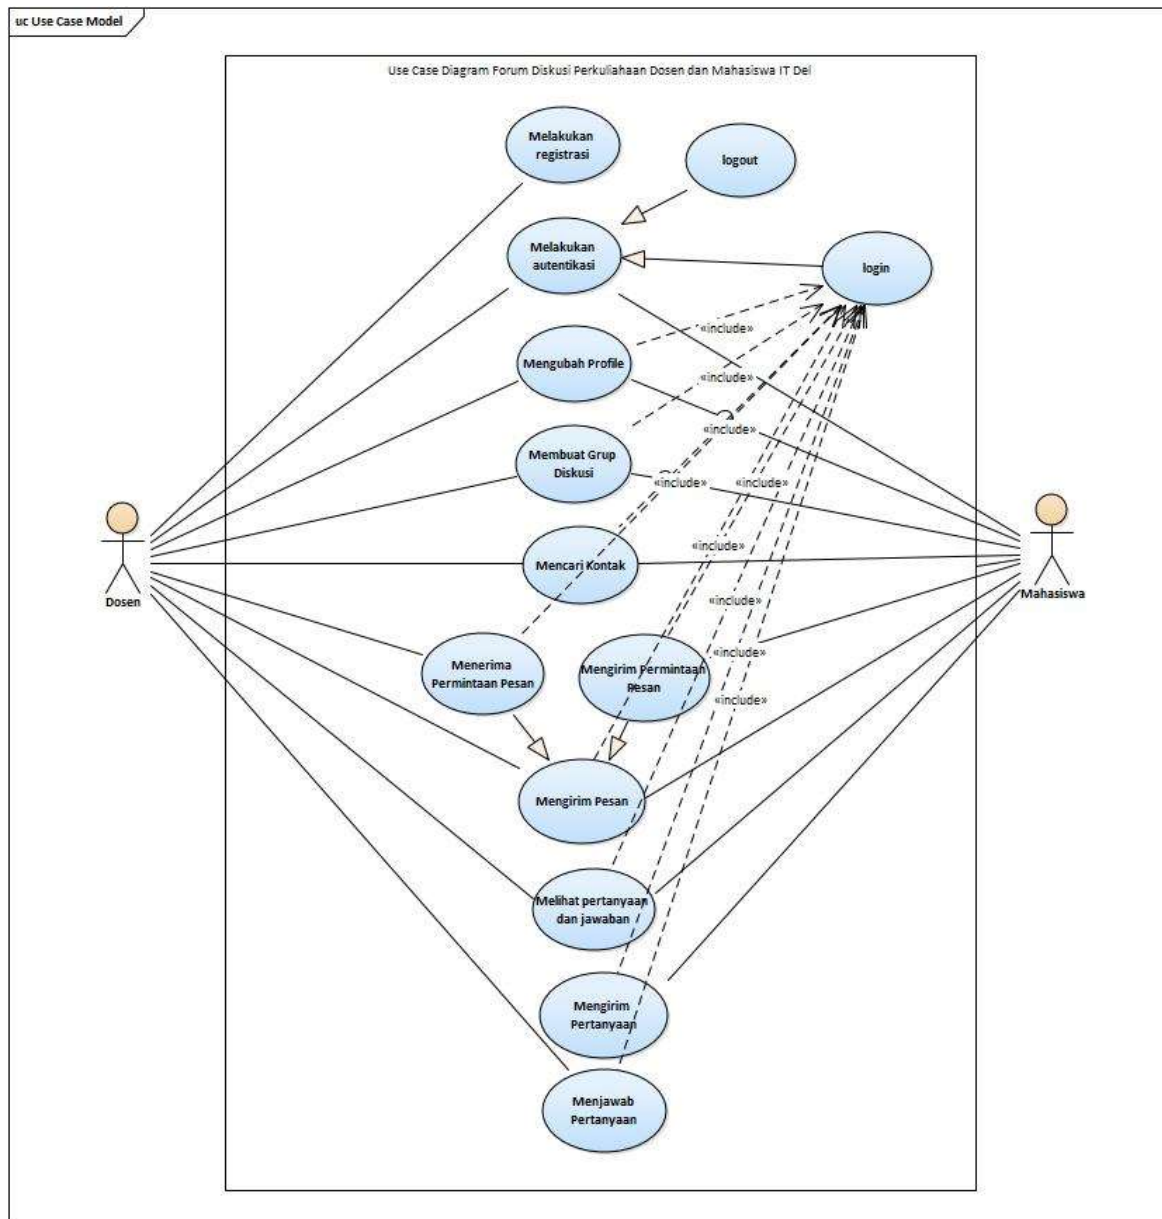 uc Use Case Model
Use Case Diagram Forum Diskusi Perkuliahaan Dosen dan Mahasiswa IT Del
Melakukan
registrasi
logout
Melakukan
autentikasi
login
«include»
Mengubah Profile
«include»
«include»
Membuat Grup
Diskusi
«include»
«include»
«include»
Mencari Kontak
Dosen
Mahasiswa
«include»
«include»
Menerima
Permintaan Pesan
Mengirim Permintaan
Pesan
«include»
Mengirim Pesan
Melihat pertanyaan
dan jawaban
Mengirim
Pertanyaan
Menjawab
Pertanyaan